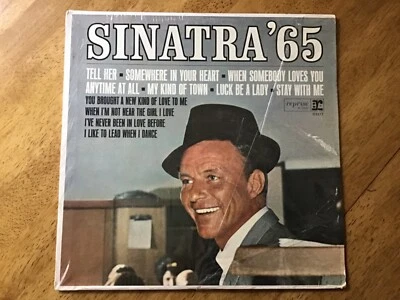 SINATRA'65
TELL HER • SOMEWHERE IN YOUR HEART • WHEN SOMEBODY LOVES YOU
ANYTIME AT ALL • MY KIND OF TOWN • LUCK BE A LADY • STAY WITH ME
YOU BROUGHT A NEW KIND OF LOVE TO ME
WHEN I'M NOT NEAR THE GIRL I LOVE
I'VE NEVER BEEN IN LOVE BEFORE
I LIKE TO LEAD WHEN I DANCE
reprise